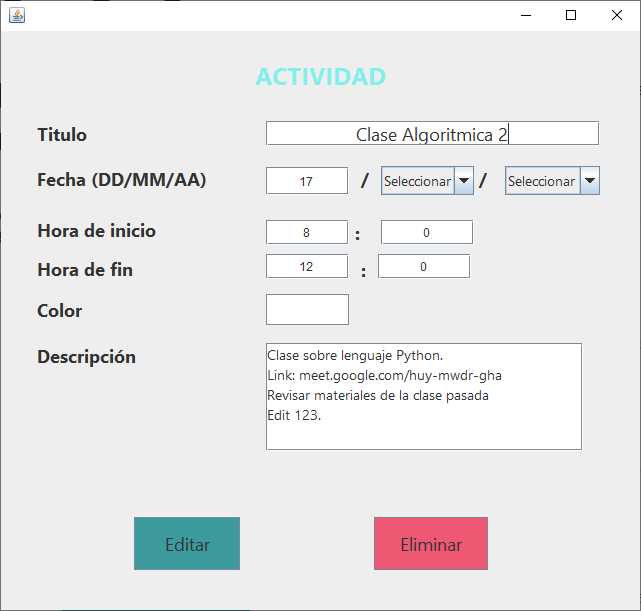 ACTIVIDAD
Titulo Clase Algoritmica 2
Fecha (DD/MM/AA) 17 / Seleccionar / Seleccionar
Hora de inicio 8 : 0
Hora de fin 12 : 0
Color
Descripción
Clase sobre lenguaje Python.
Link: meet.google.com/huy-mwdr-gha
Revisar materiales de la clase pasada
Edit 123.
Editar Eliminar